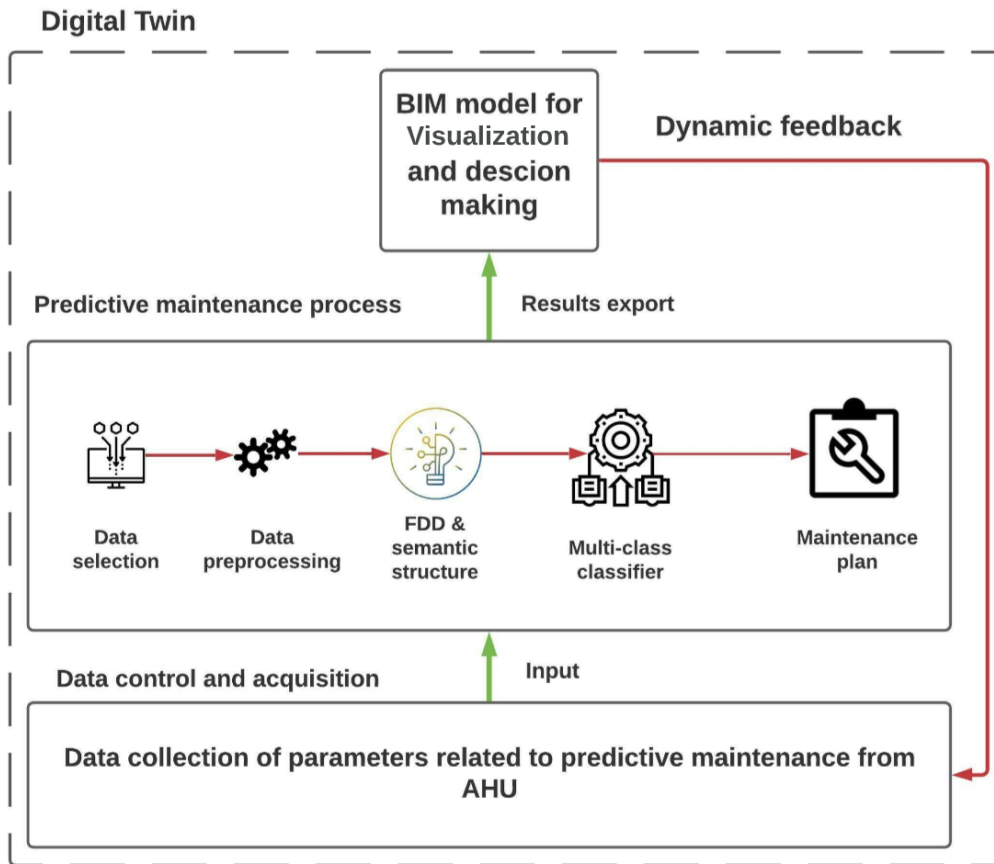 Digital Twin
BIM model for
Visualization
and descion
making
Dynamic feedback
Predictive maintenance process
Results export
Data
selection
Data
preprocessing
FDD &
semantic
structure
Multi-class
classifier
Maintenance
plan
Data control and acquisition
Input
Data collection of parameters related to predictive maintenance from
AHU